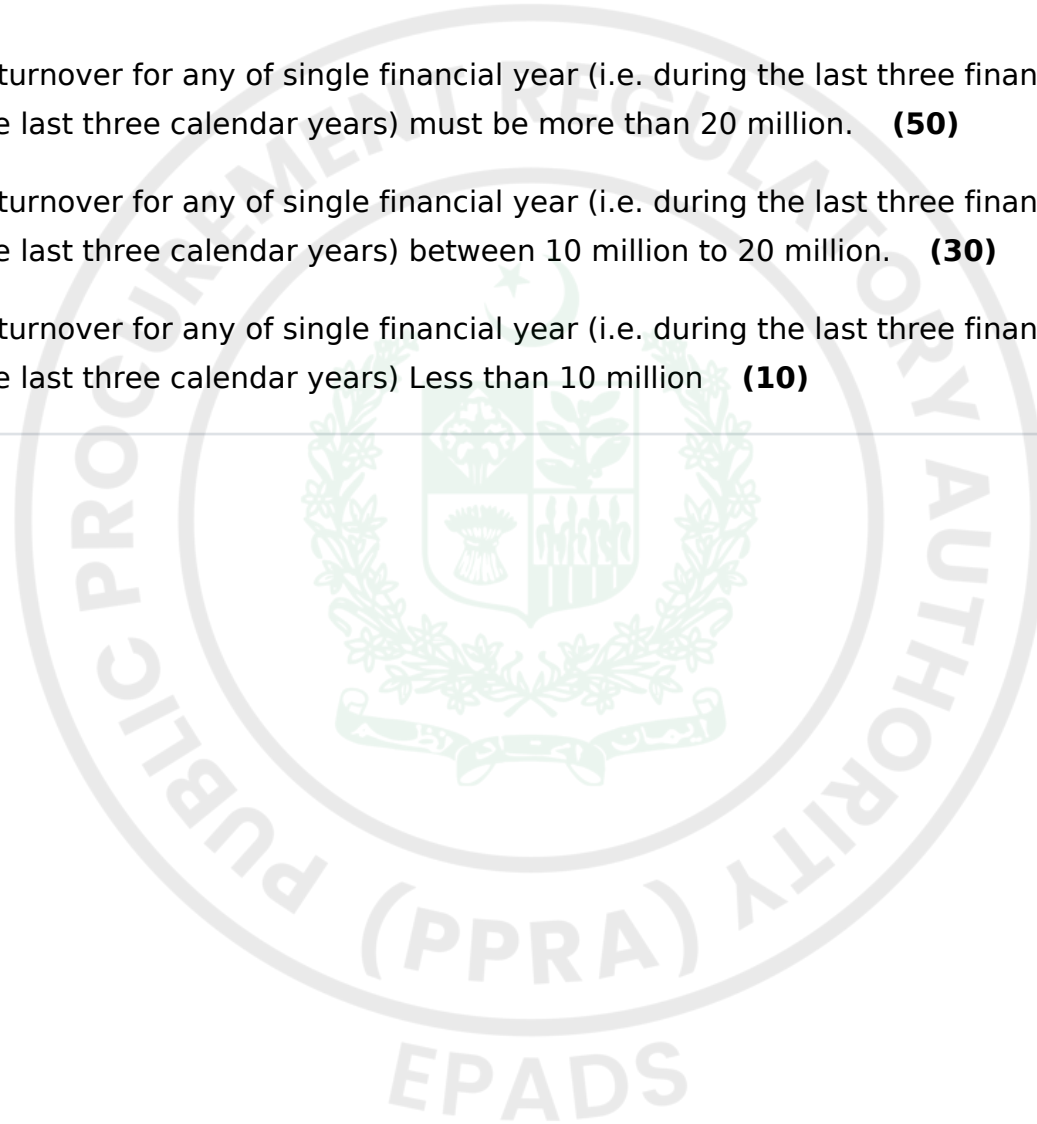 turnover for any of single financial year (i.e. during the last three finan
e last three calendar years) must be more than 20 million. (50)
turnover for any of single financial year (i.e. during the last three finan
e last three calendar years) between 10 million to 20 million. (30)
turnover for any of single financial year (i.e. during the last three finan
e last three calendar years) Less than 10 million (10)
PUBLIC PROCUREMENT REGULATORY AUTHORITY
(PPRA)
EPADS